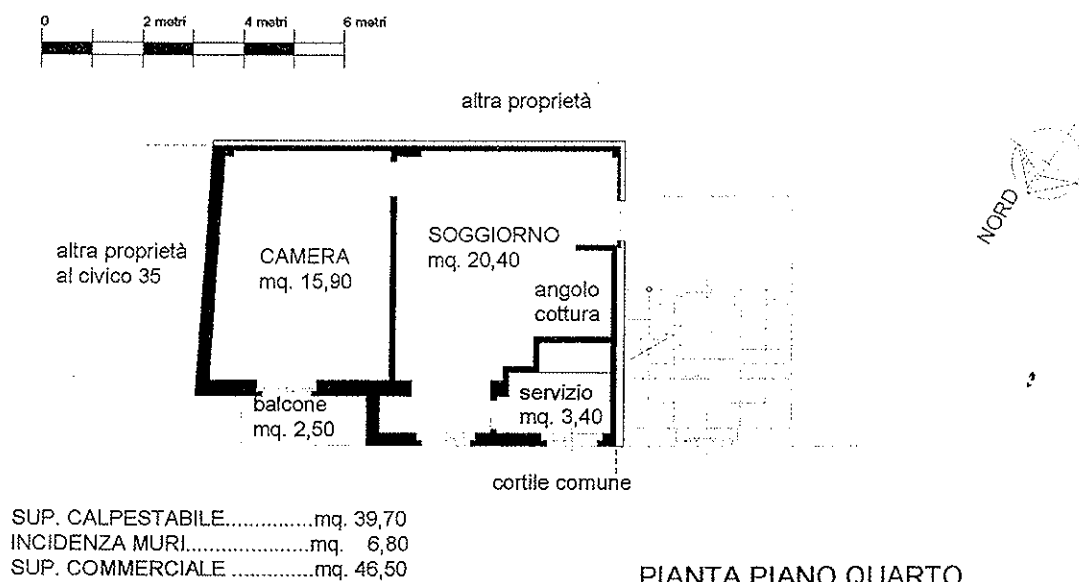 0 2 metri 4 metri 6 metri
altra proprietà
NORD
altra proprietà
al civico 35
CAMERA
mq. 15,90
SOGGIORNO
mq. 20,40
angolo
cottura
balcone
mq. 2,50
servizio
mq. 3,40
cortile comune
SUP. CALPESTABILE..............mq. 39,70
INCIDENZA MURI....................mq. 6,80
SUP. COMMERCIALE .............mq. 46,50
PIANTA PIANO QUARTO